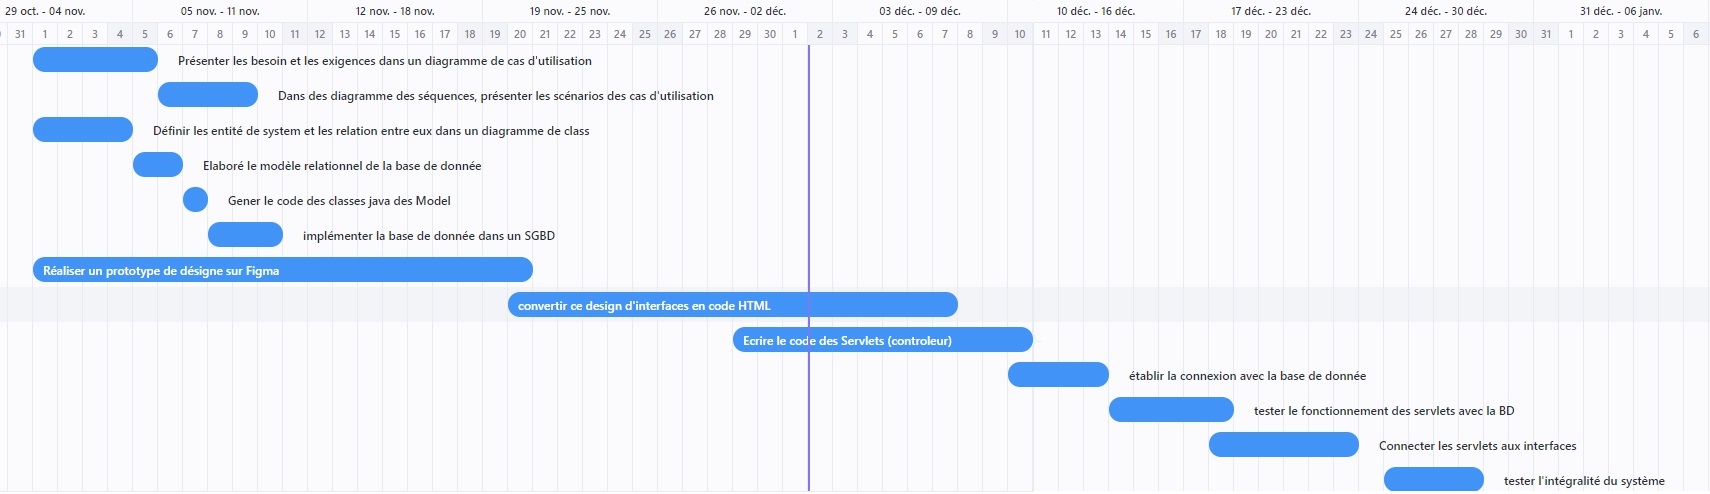 29 oct. - 04 nov. 05 nov. - 11 nov. 12 nov. - 18 nov. 19 nov. - 25 nov. 26 nov. - 02 déc. 03 déc. - 09 déc. 10 déc. - 16 déc. 17 déc. - 23 déc. 24 déc. - 30 déc. 31 déc. - 06 janv.
31 1 2 3 4 5 6 7 8 9 10 11 12 13 14 15 16 17 18 19 20 21 22 23 24 25 26 27 28 29 30 1 2 3 4 5 6 7 8 9 10 11 12 13 14 15 16 17 18 19 20 21 22 23 24 25 26 27 28 29 30 31 1 2 3 4 5 6
Présenter les besoin et les exigences dans un diagramme de cas d'utilisation
Dans des diagramme des séquences, présenter les scénarios des cas d'utilisation
Définir les entité de system et les relation entre eux dans un diagramme de class
Elaboré le modèle relationnel de la base de donnée
Gener le code des classes java des Model
implémenter la base de donnée dans un SGBD
Réaliser un prototype de désigne sur Figma
convertir ce design d'interfaces en code HTML
Ecrire le code des Servlets (controleur)
établir la connexion avec la base de donnée
tester le fonctionnement des servlets avec la BD
Connecter les servlets aux interfaces
tester l'intégralité du système